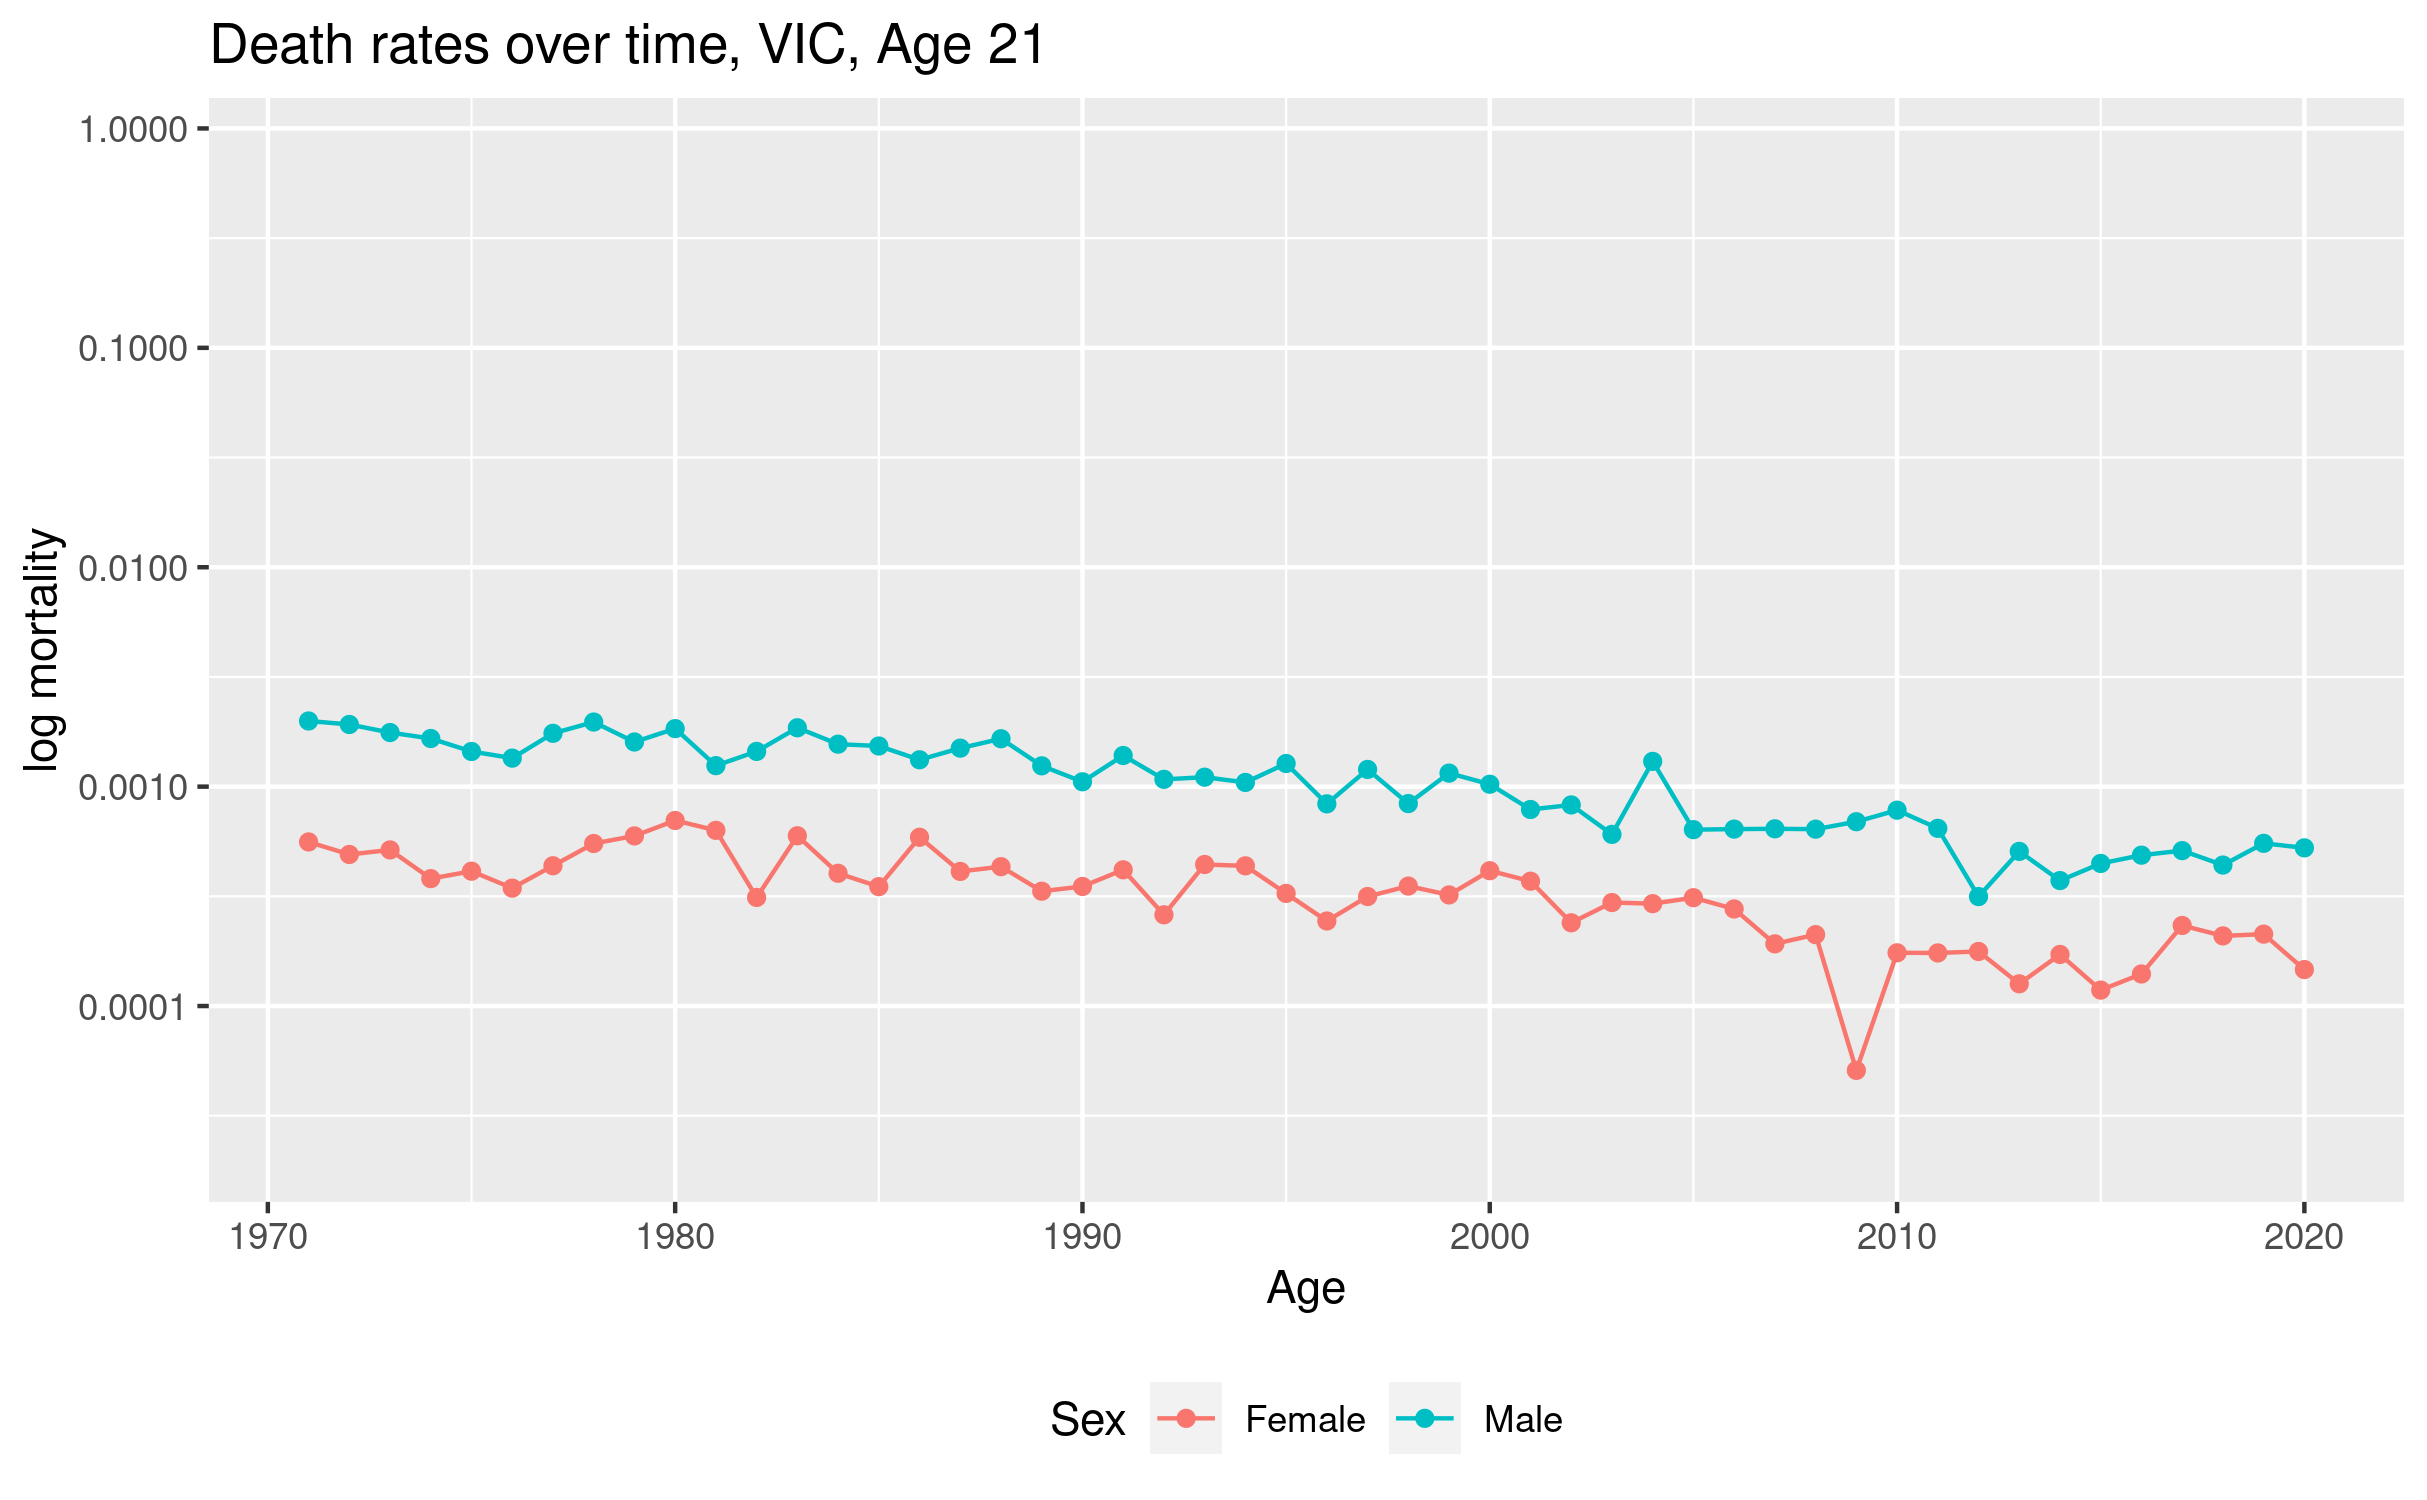 Death rates over time, VIC, Age 21
log mortality
1.0000
0.1000
0.0100
0.0010
0.0001
1970 1980 1990 2000 2010 2020
Age
Sex Female Male